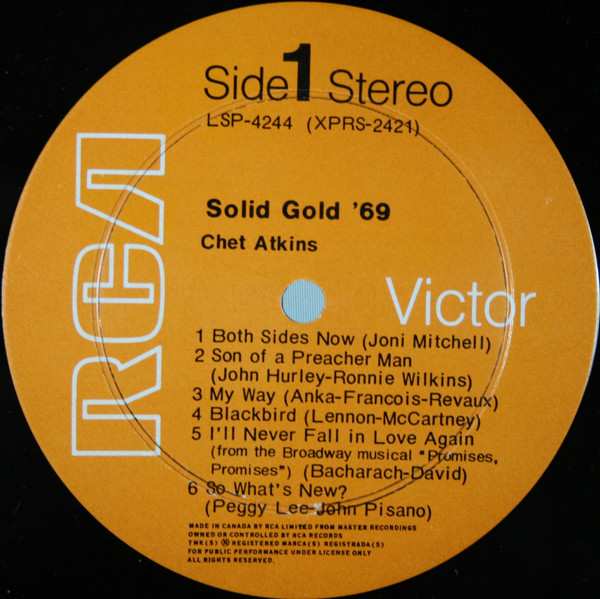 Side 1 Stereo
LSP-4244 (XPRS-2421)
RCA
Solid Gold '69
Chet Atkins
Victor
1 Both Sides Now (Joni Mitchell)
2 Son of a Preacher Man
(John Hurley-Ronnie Wilkins)
3 My Way (Anka-Francois-Revaux)
4 Blackbird (Lennon-McCartney)
5 I'll Never Fall in Love Again
(from the Broadway musical "Promises,
Promises") (Bacharach-David)
6 So What's New?
(Peggy Lee-John Pisano)
MADE IN CANADA BY RCA LIMITED FROM MASTER RECORDINGS
OWNED OR CONTROLLED BY RCA RECORDS
TMK(S) ® REGISTERED MARCA(S) REGISTRADA(S)
FOR PUBLIC PERFORMANCE UNDER LICENSE ONLY
ALL RIGHTS RESERVED.